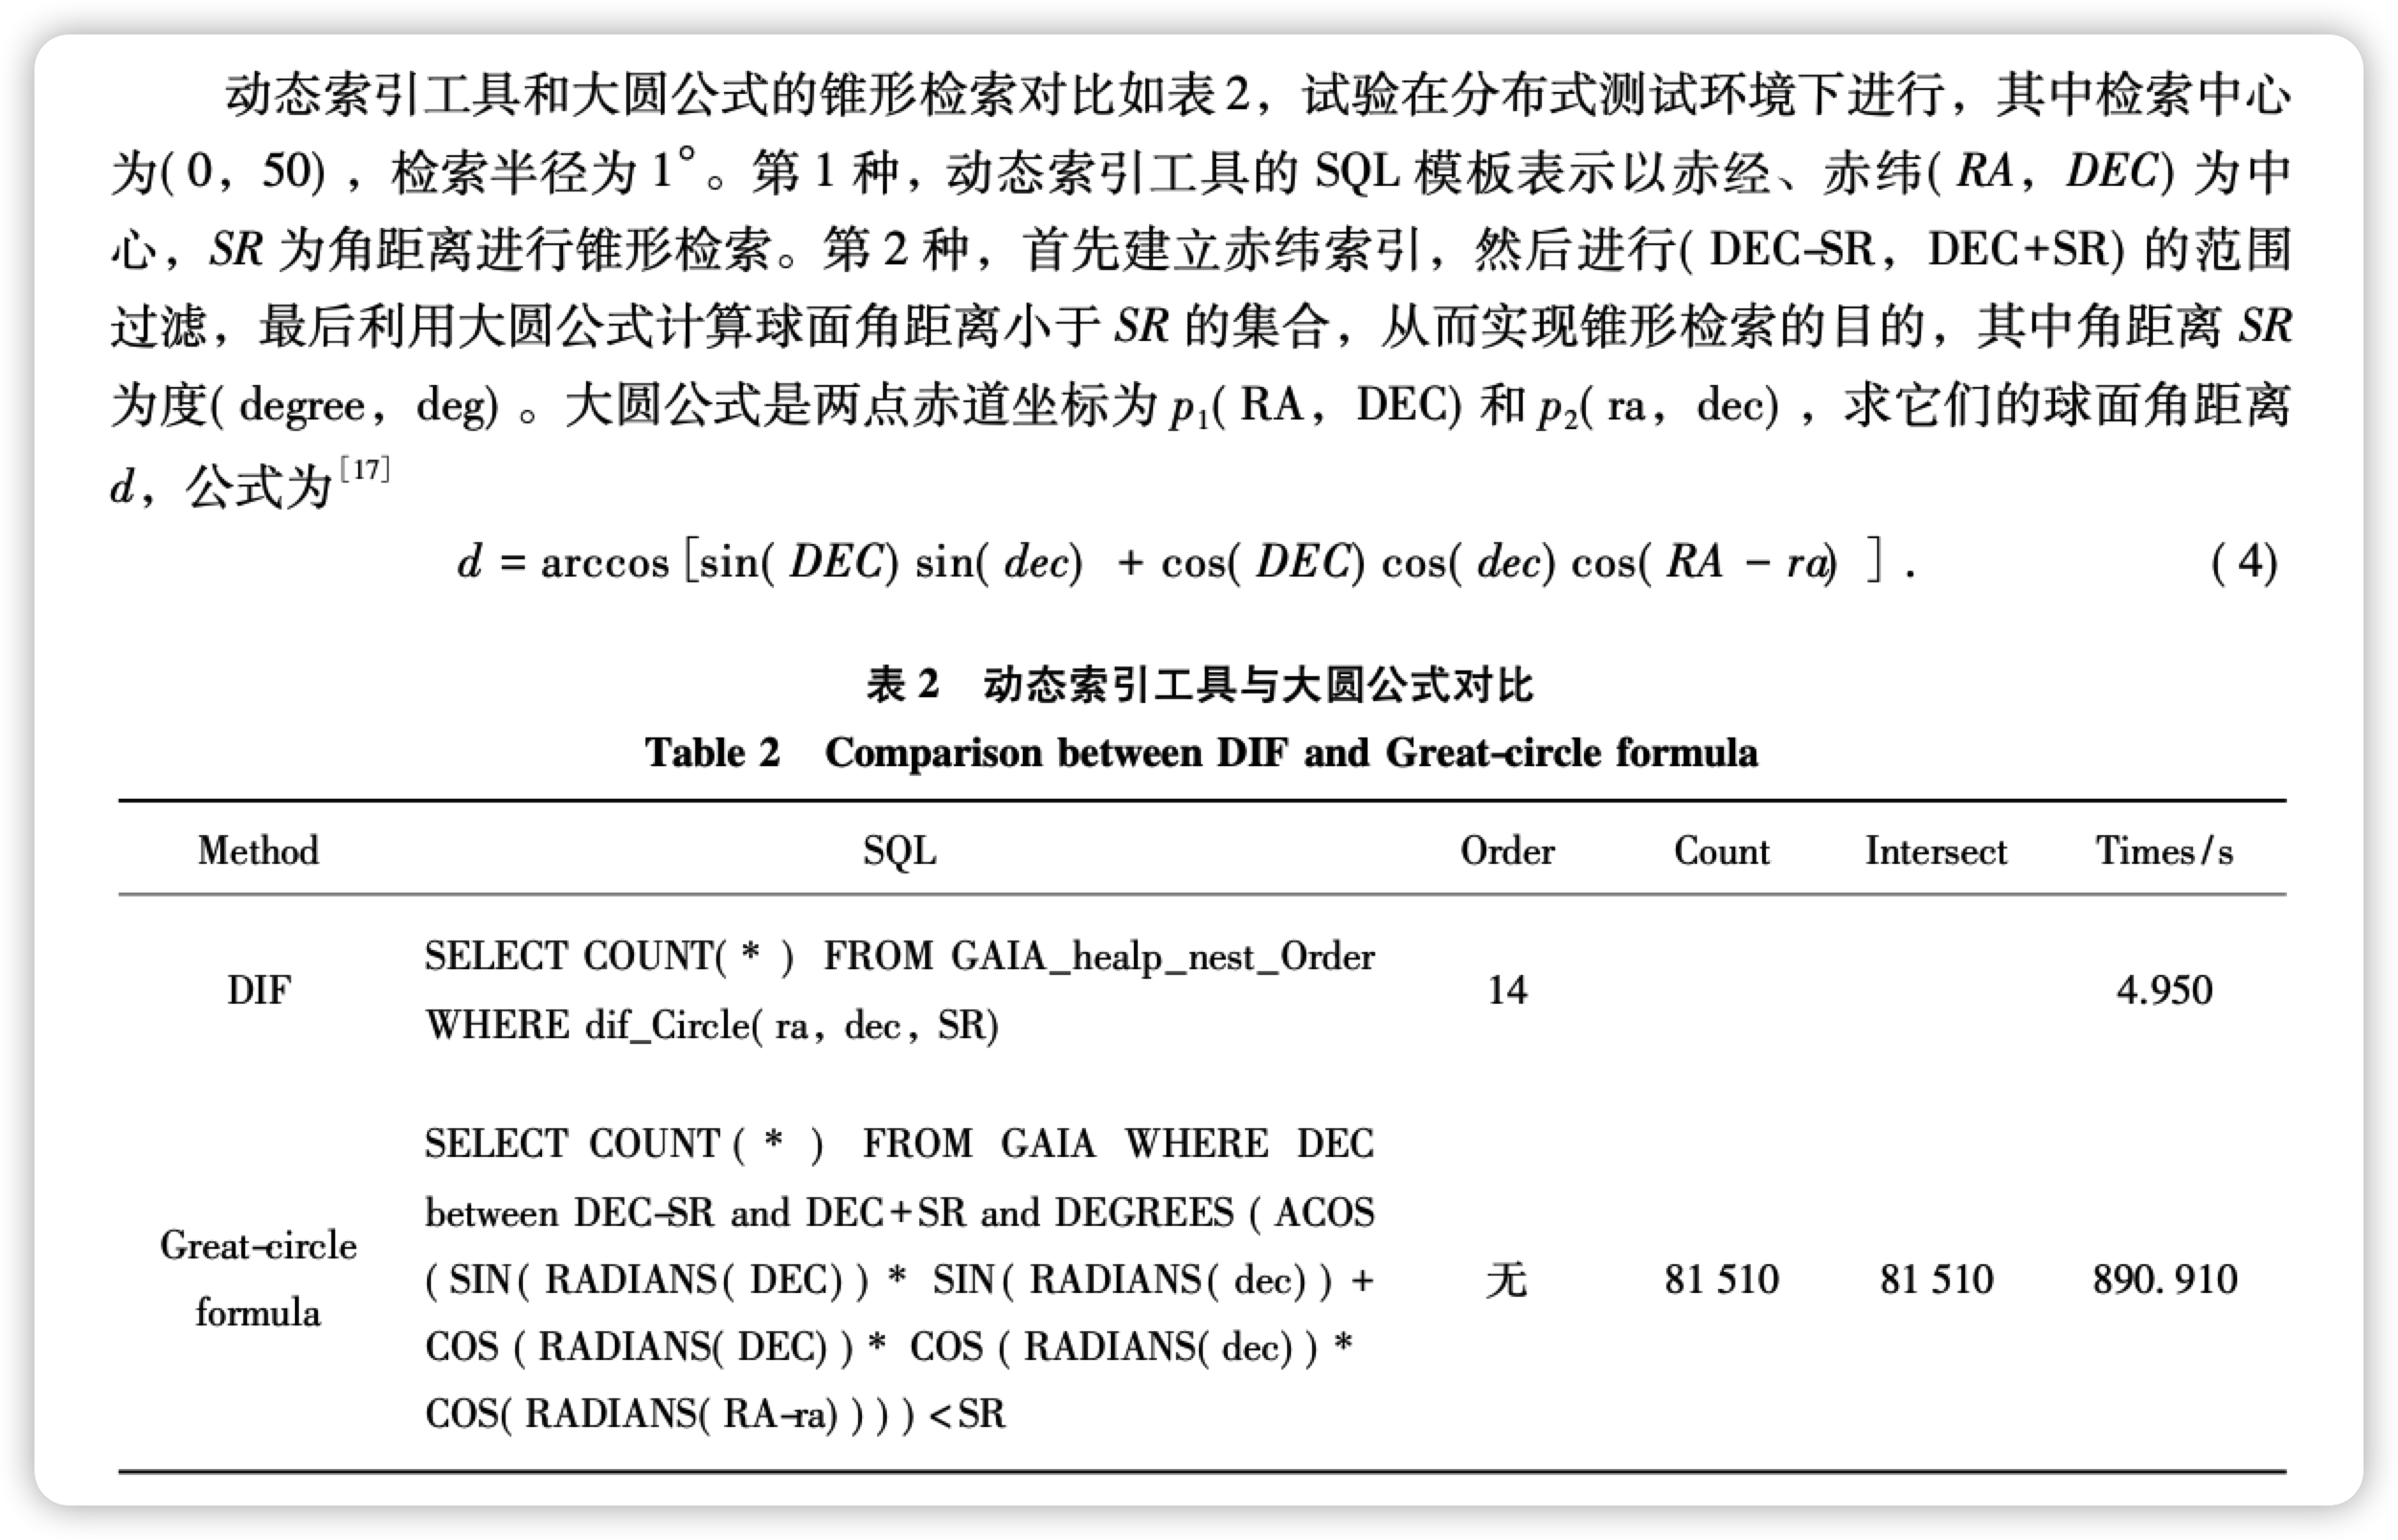 动态索引工具和大圆公式的锥形检索对比如表2，试验在分布式测试环境下进行，其中检索中心
为(0，50)，检索半径为1°。第1种，动态索引工具的SQL模板表示以赤经、赤纬(RA，DEC)为中
心，SR为角距离进行锥形检索。第2种，首先建立赤纬索引，然后进行(DEC-SR，DEC+SR)的范围
过滤，最后利用大圆公式计算球面角距离小于SR的集合，从而实现锥形检索的目的，其中角距离SR
为度(degree，deg)。大圆公式是两点赤道坐标为p₁(RA，DEC)和p₂(ra，dec)，求它们的球面角距离
d，公式为[17]
d = arccos[sin(DEC)sin(dec) + cos(DEC)cos(dec)cos(RA - ra)]. (4)
表2 动态索引工具与大圆公式对比
Table 2 Comparison between DIF and Great-circle formula
Method SQL Order Count Intersect Times/s
SELECT COUNT( * ) FROM GAIA_healp_nest_Order
DIF 14 4.950
WHERE dif_Circle( ra, dec, SR)
SELECT COUNT ( * ) FROM GAIA WHERE DEC
between DEC-SR and DEC+SR and DEGREES ( ACOS
Great-circle
( SIN( RADIANS( DEC) ) * SIN( RADIANS( dec) ) + 无 81 510 81 510 890.910
formula
COS ( RADIANS( DEC) ) * COS ( RADIANS( dec) ) *
COS( RADIANS( RA-ra) ) ) ) <SR